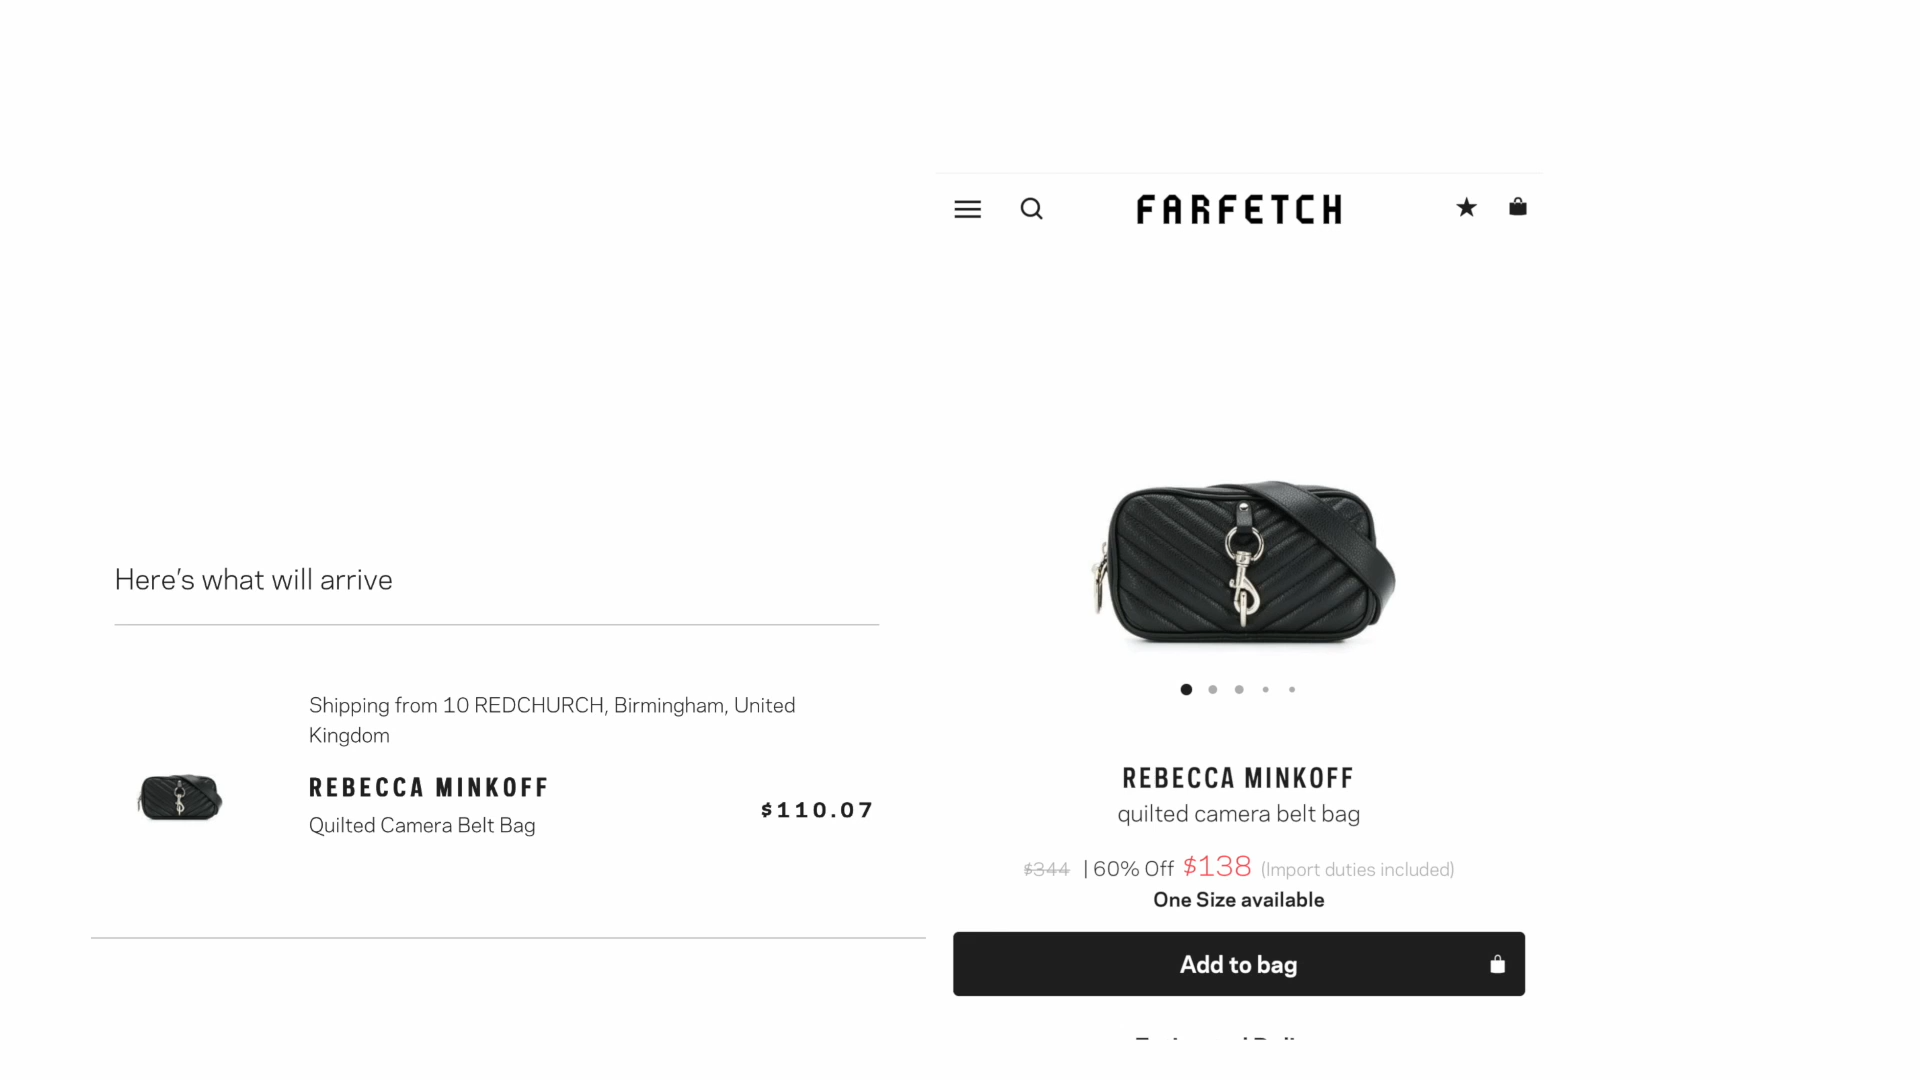 Here's what will arrive
Shipping from 10 REDCHURCH, Birmingham, United
Kingdom
REBECCA MINKOFF
Quilted Camera Belt Bag
$110.07
FARFETCH
REBECCA MINKOFF
quilted camera belt bag
$344 | 60% Off $138 (Import duties included)
One Size available
Add to bag